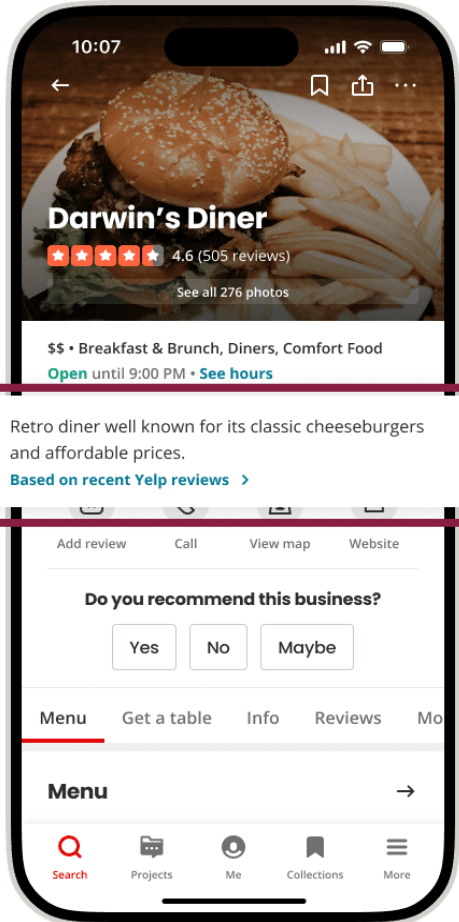 10:07
Darwin's Diner
4.6 (505 reviews)
See all 276 photos
$$ • Breakfast & Brunch, Diners, Comfort Food
Open until 9:00 PM • See hours
Retro diner well known for its classic cheeseburgers
and affordable prices.
Based on recent Yelp reviews
Add review Call View map Website
Do you recommend this business?
Yes No Maybe
Menu Get a table Info Reviews Mo
Menu
Search Projects Me Collections More